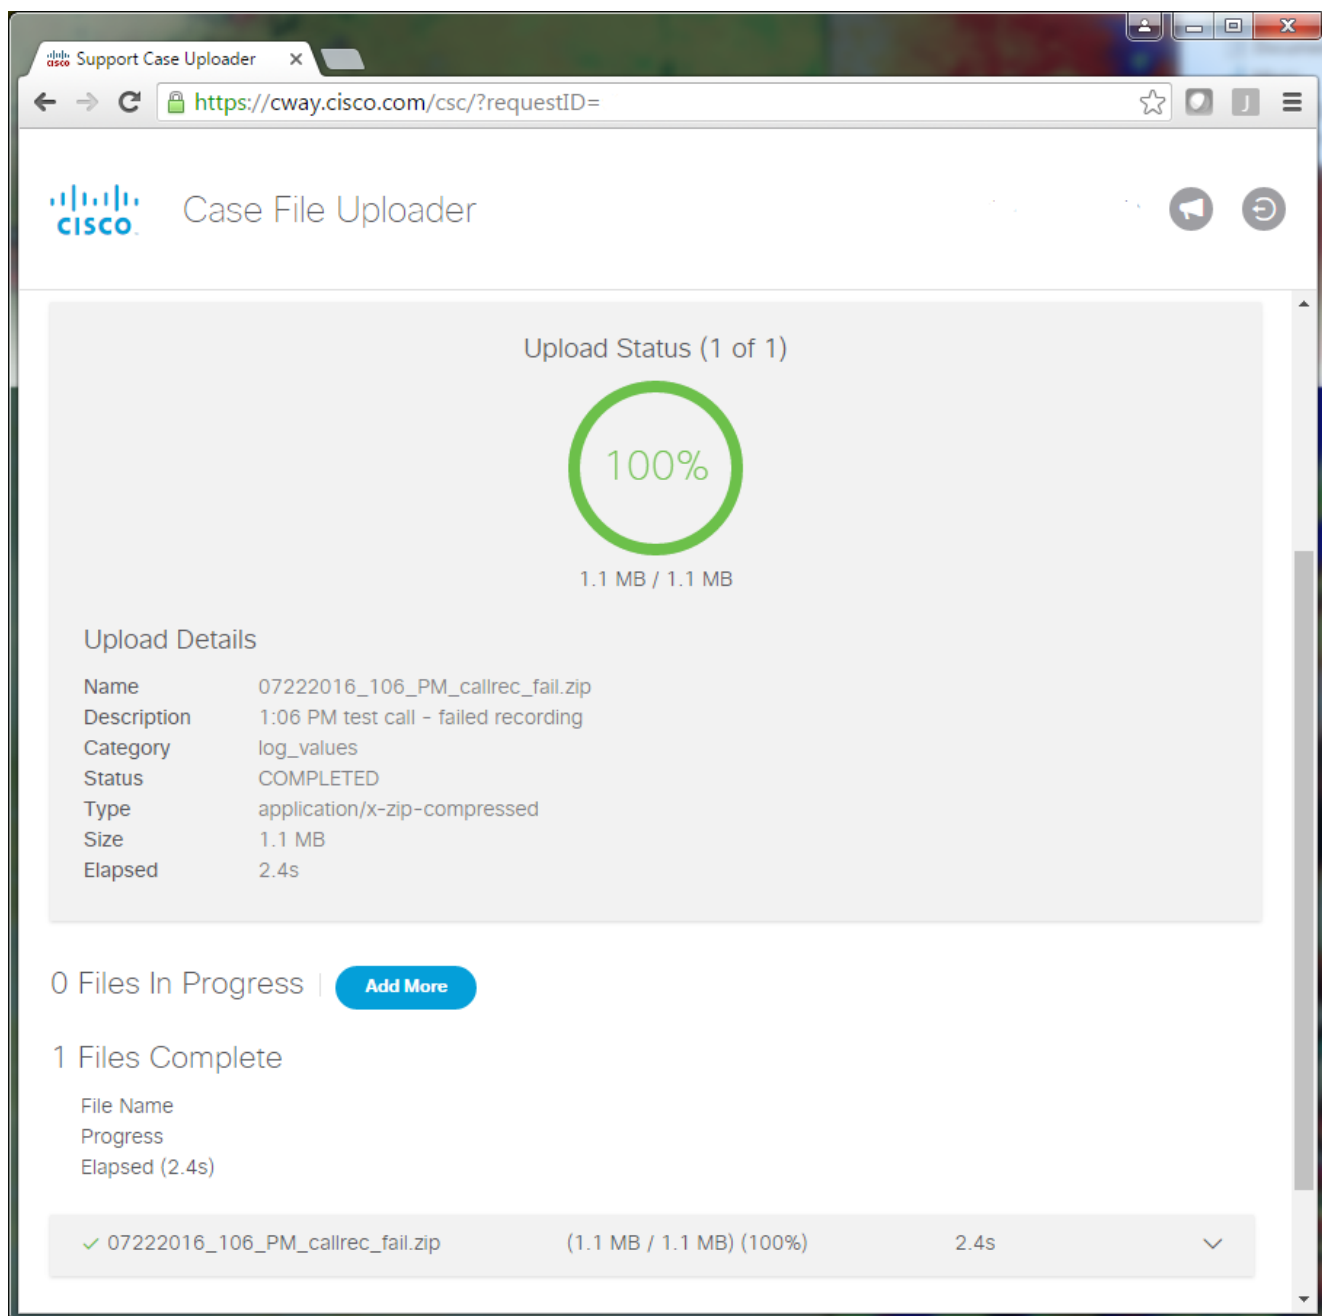 Support Case Uploader
https://cway.cisco.com/csc/?requestID=
J
CISCO Case File Uploader
Upload Status (1 of 1)
100%
1.1 MB / 1.1 MB
Upload Details
Name 07222016_106_PM_callrec_fail.zip
Description 1:06 PM test call - failed recording
Category log_values
Status COMPLETED
Type application/x-zip-compressed
Size 1.1 MB
Elapsed 2.4s
0 Files In Progress Add More
1 Files Complete
File Name
Progress
Elapsed (2.4s)
07222016_106_PM_callrec_fail.zip (1.1 MB / 1.1 MB) (100%) 2.4s